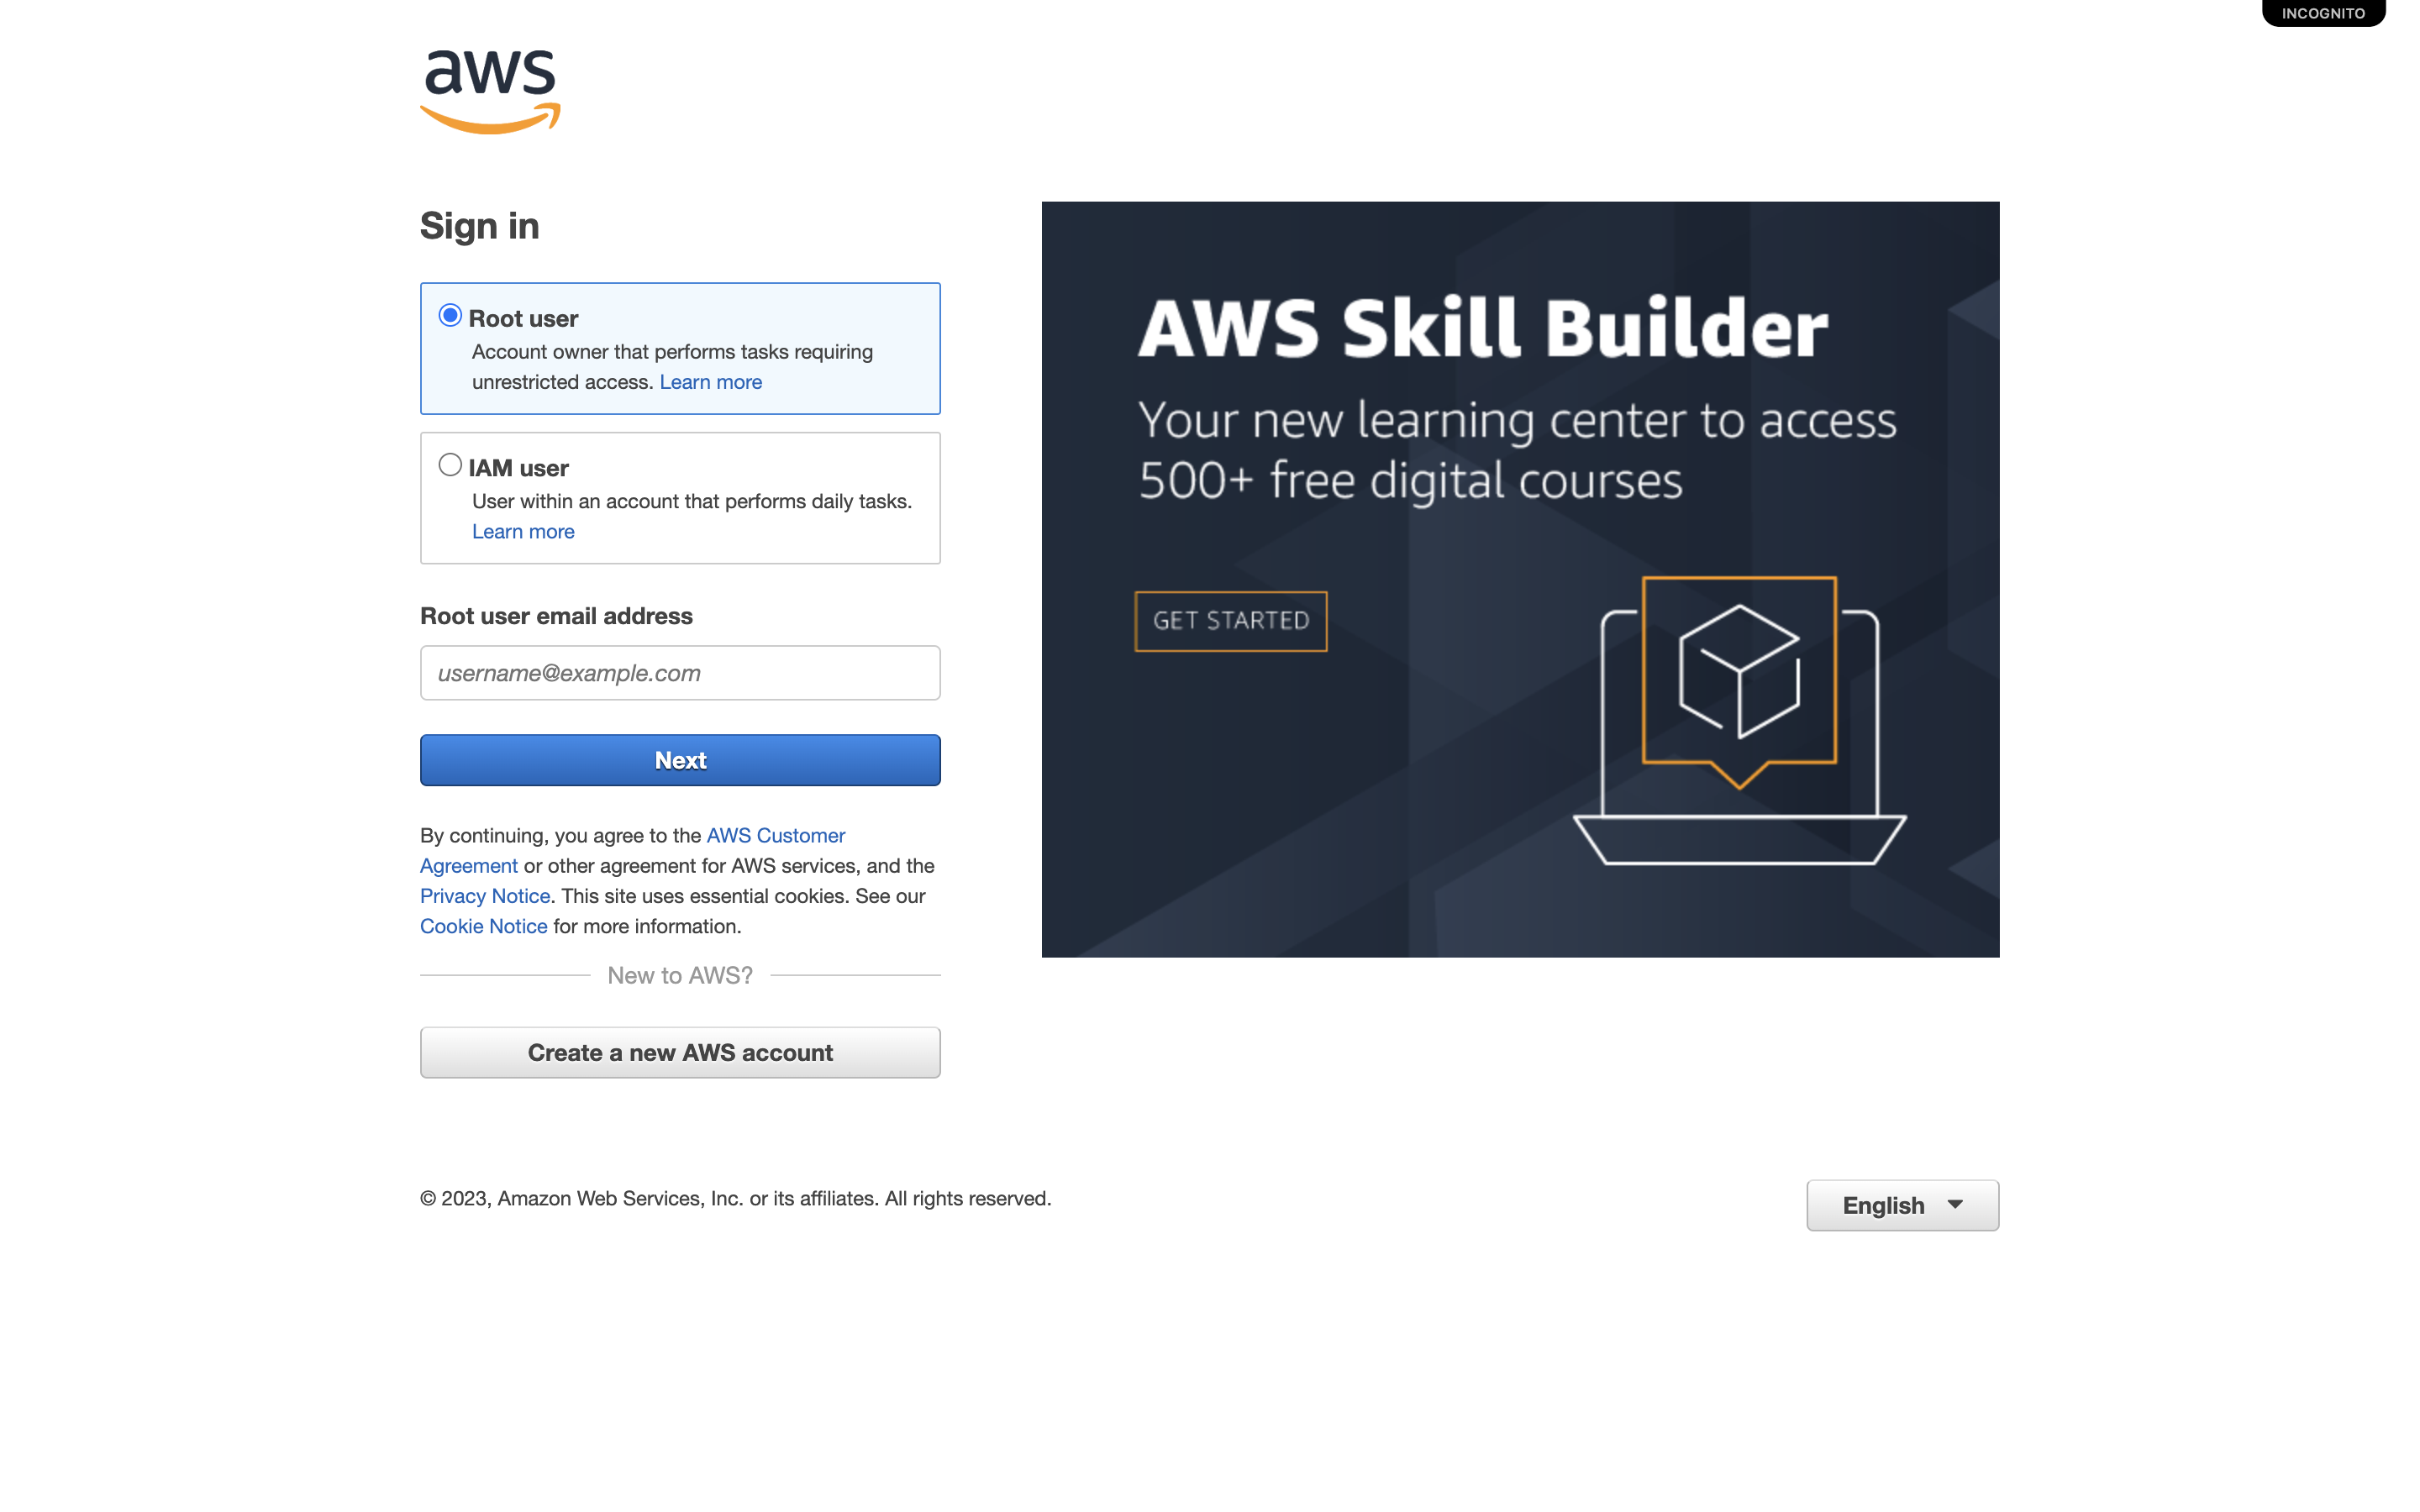 INCOGNITO
aws
Sign in
Root user
Account owner that performs tasks requiring
unrestricted access. Learn more
IAM user
User within an account that performs daily tasks.
Learn more
Root user email address
username@example.com
Next
By continuing, you agree to the AWS Customer
Agreement or other agreement for AWS services, and the
Privacy Notice. This site uses essential cookies. See our
Cookie Notice for more information.
New to AWS?
Create a new AWS account
AWS Skill Builder
Your new learning center to access
500+ free digital courses
GET STARTED
© 2023, Amazon Web Services, Inc. or its affiliates. All rights reserved.
English